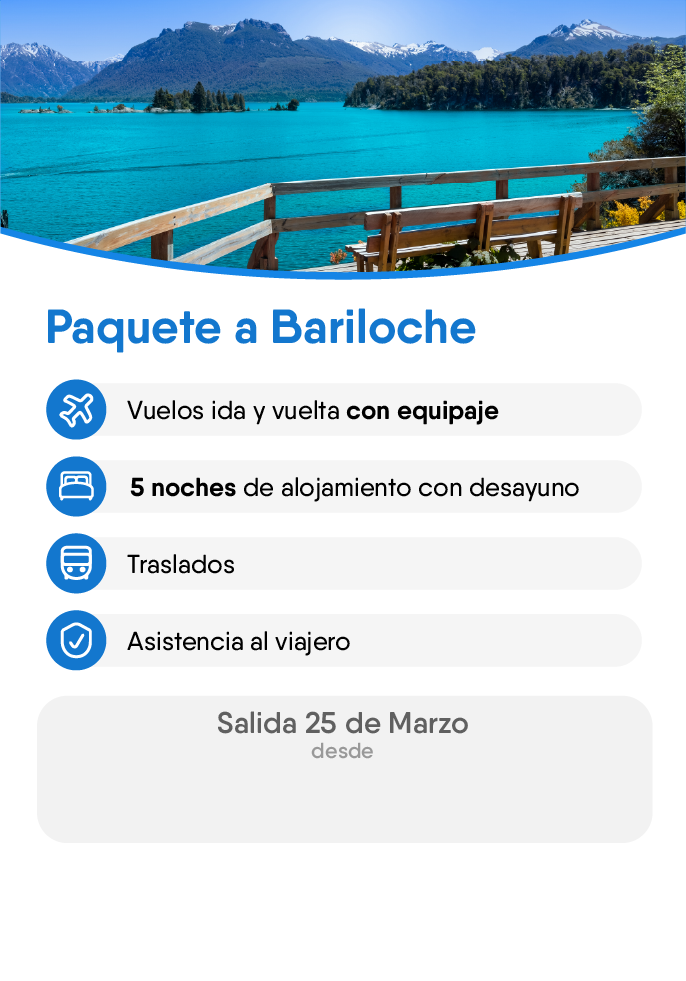 Paquete a Bariloche
Vuelos ida y vuelta con equipaje
5 noches de alojamiento con desayuno
Traslados
Asistencia al viajero
Salida 25 de Marzo
desde